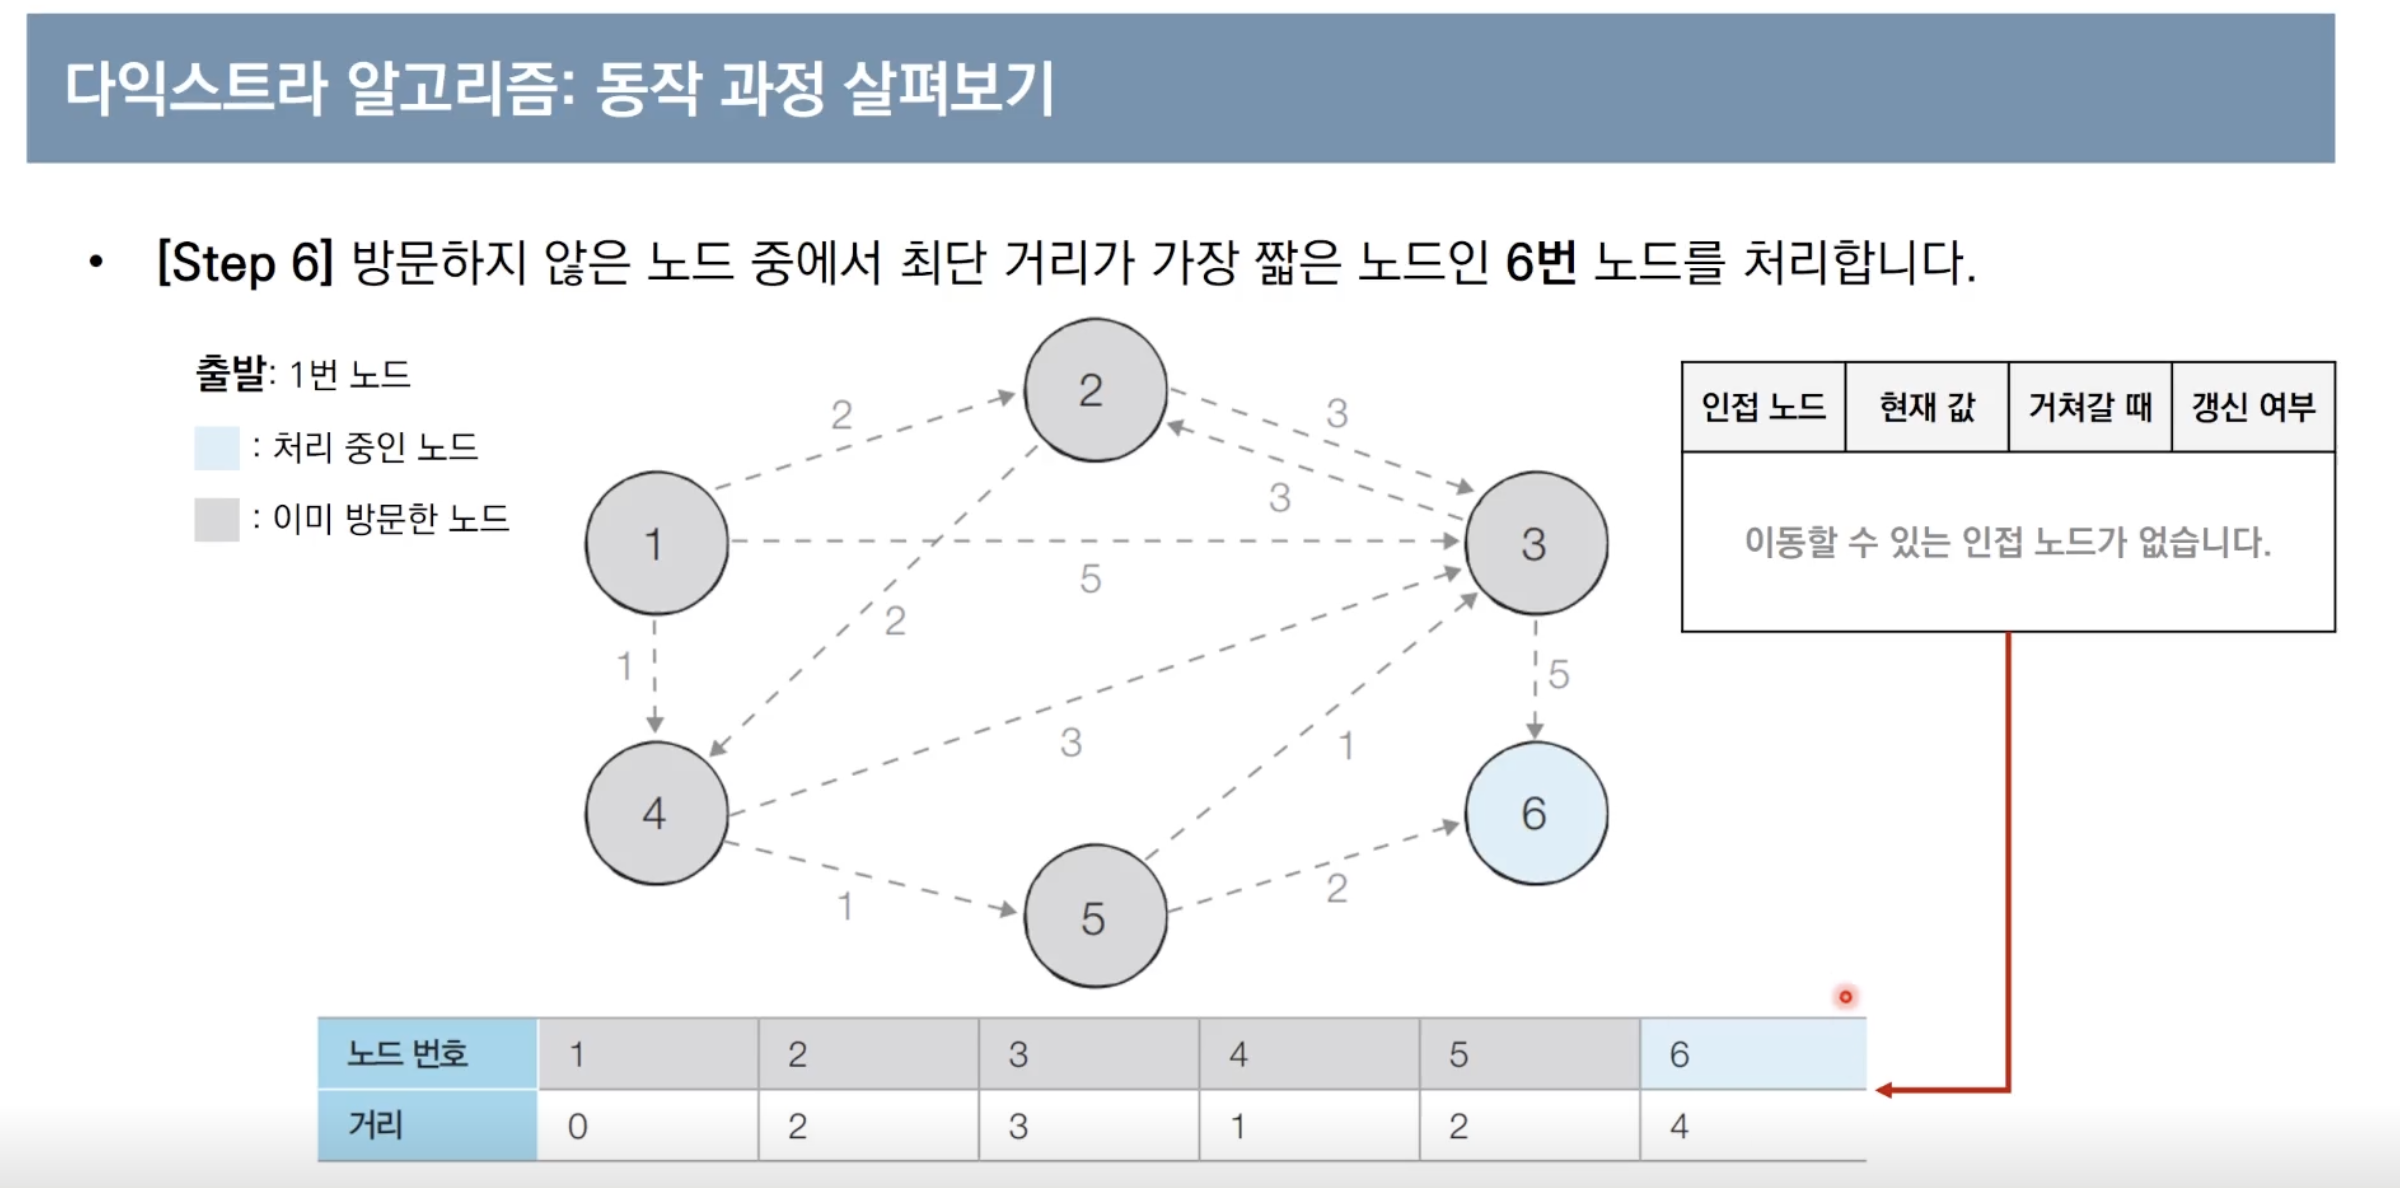 다익스트라 알고리즘: 동작 과정 살펴보기
• [Step 6] 방문하지 않은 노드 중에서 최단 거리가 가장 짧은 노드인 6번 노드를 처리합니다.
출발: 1번 노드
: 처리 중인 노드
: 이미 방문한 노드
2
2
3
3
1
3
5
2
1
5
4
3
1
6
1
5
2
인접 노드 현재 값 거쳐갈 때 갱신 여부
이동할 수 있는 인접 노드가 없습니다.
노드 번호 1 2 3 4 5 6
거리 0 2 3 1 2 4